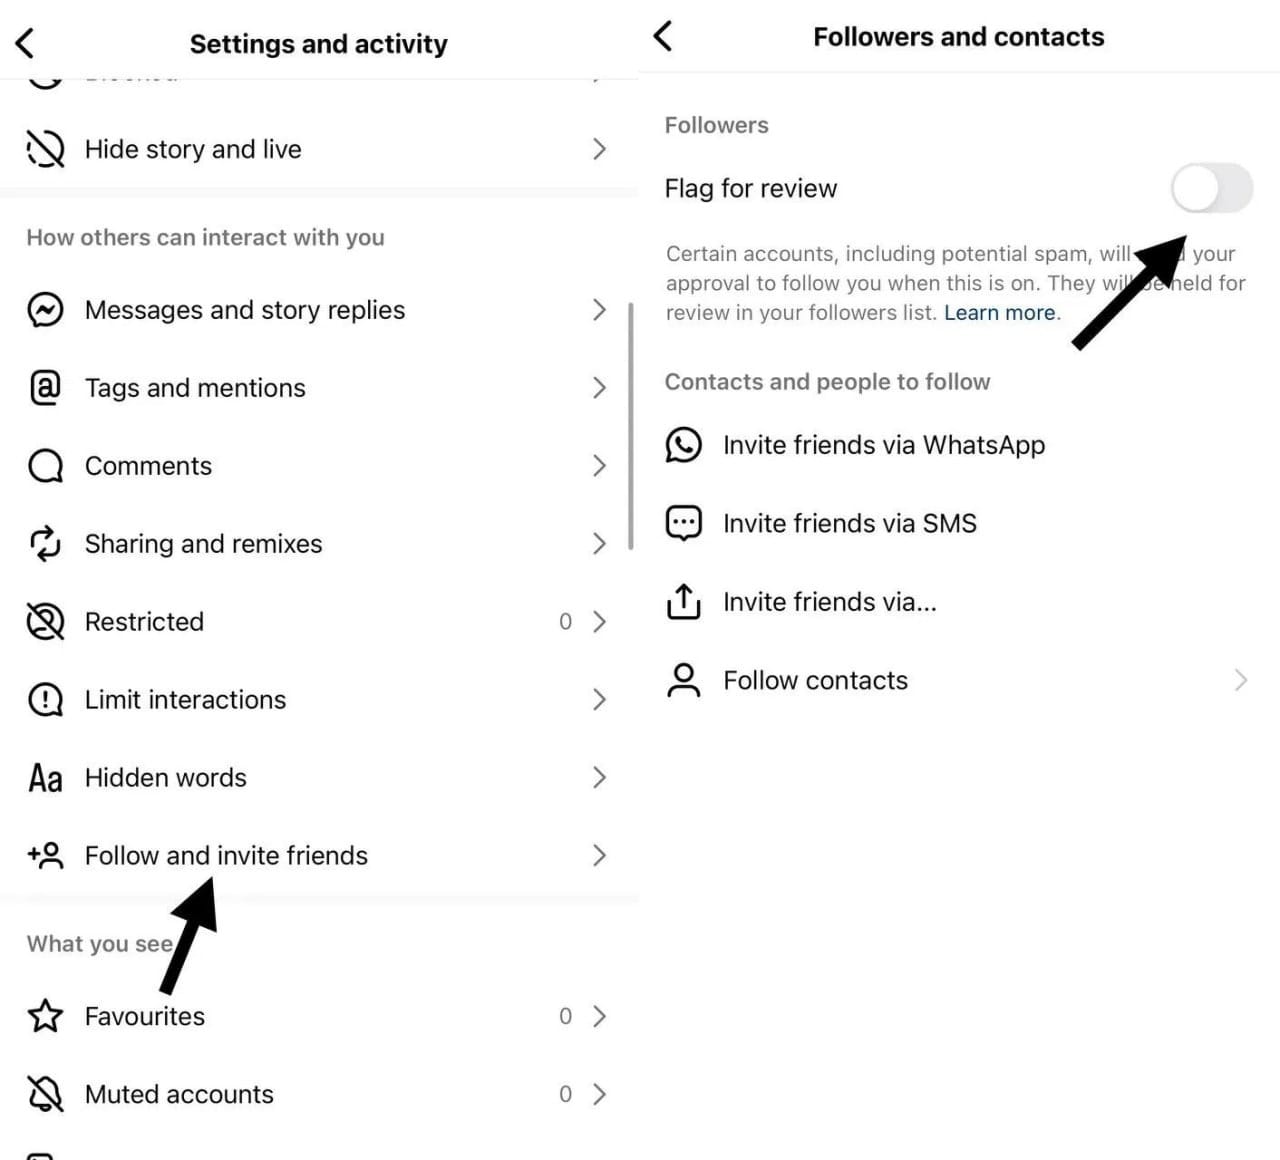 Settings and activity
Hide story and live
How others can interact with you
Messages and story replies
@ Tags and mentions
Comments
Sharing and remixes
Restricted 0
Limit interactions
Aa Hidden words
Follow and invite friends
What you see
Favourites 0
Muted accounts 0
Followers and contacts
Followers
Flag for review
Certain accounts, including potential spam, will your
approval to follow you when this is on. They will be held for
review in your followers list. Learn more.
Contacts and people to follow
Invite friends via WhatsApp
Invite friends via SMS
Invite friends via...
Follow contacts